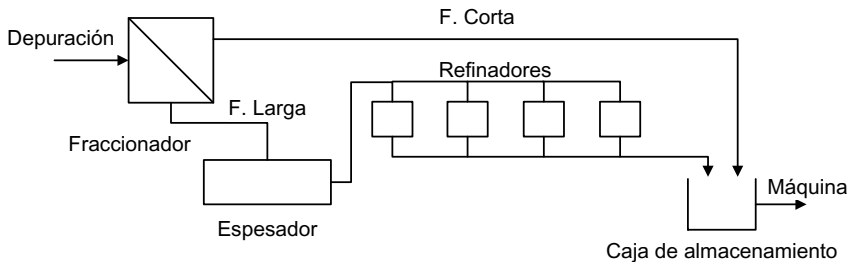 F. Corta
Depuración
Refinadores
F. Larga
Fraccionador
Máquina
Espesador
Caja de almacenamiento